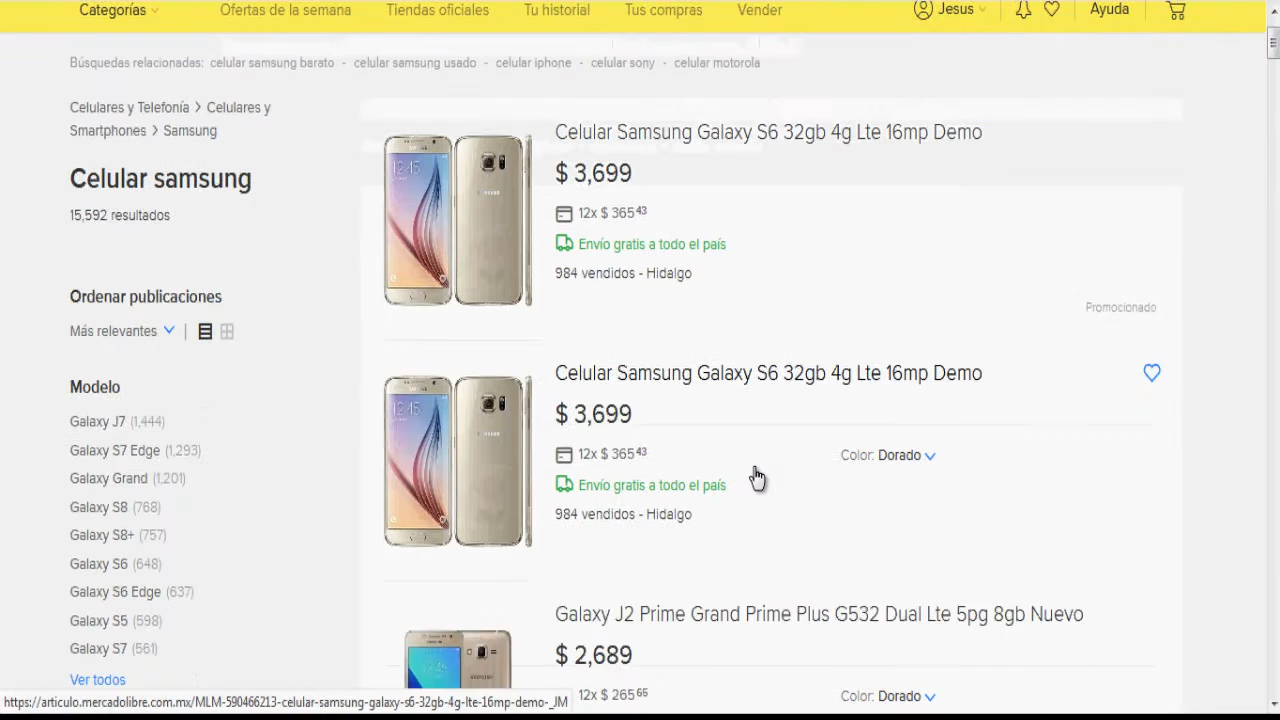 Categorías Ofertas de la semana Tiendas oficiales Tu historial Tus compras Vender Jesus Ayuda
Búsquedas relacionadas: celular samsung barato - celular samsung usado - celular iphone - celular sony - celular motorola
Celulares y Telefonía > Celulares y
Smartphones > Samsung
Celular samsung
15,592 resultados
Ordenar publicaciones
Más relevantes
Modelo
Galaxy J7 (1,444)
Galaxy S7 Edge (1,293)
Galaxy Grand (1,201)
Galaxy S8 (768)
Galaxy S8+ (757)
Galaxy S6 (648)
Galaxy S6 Edge (637)
Galaxy S5 (598)
Galaxy S7 (561)
Ver todos
Celular Samsung Galaxy S6 32gb 4g Lte 16mp Demo
$ 3,699
12x $ 365 43
Envío gratis a todo el país
984 vendidos - Hidalgo
Promocionado
Celular Samsung Galaxy S6 32gb 4g Lte 16mp Demo
$ 3,699
12x $ 365 43
Color: Dorado
Envío gratis a todo el país
984 vendidos - Hidalgo
Galaxy J2 Prime Grand Prime Plus G532 Dual Lte 5pg 8gb Nuevo
$ 2,689
12x $ 265 65
Color: Dorado
https://articulo.mercadolibre.com.mx/MLM-590466213-celular-samsung-galaxy-s6-32gb-4g-lte-16mp-demo-_JM